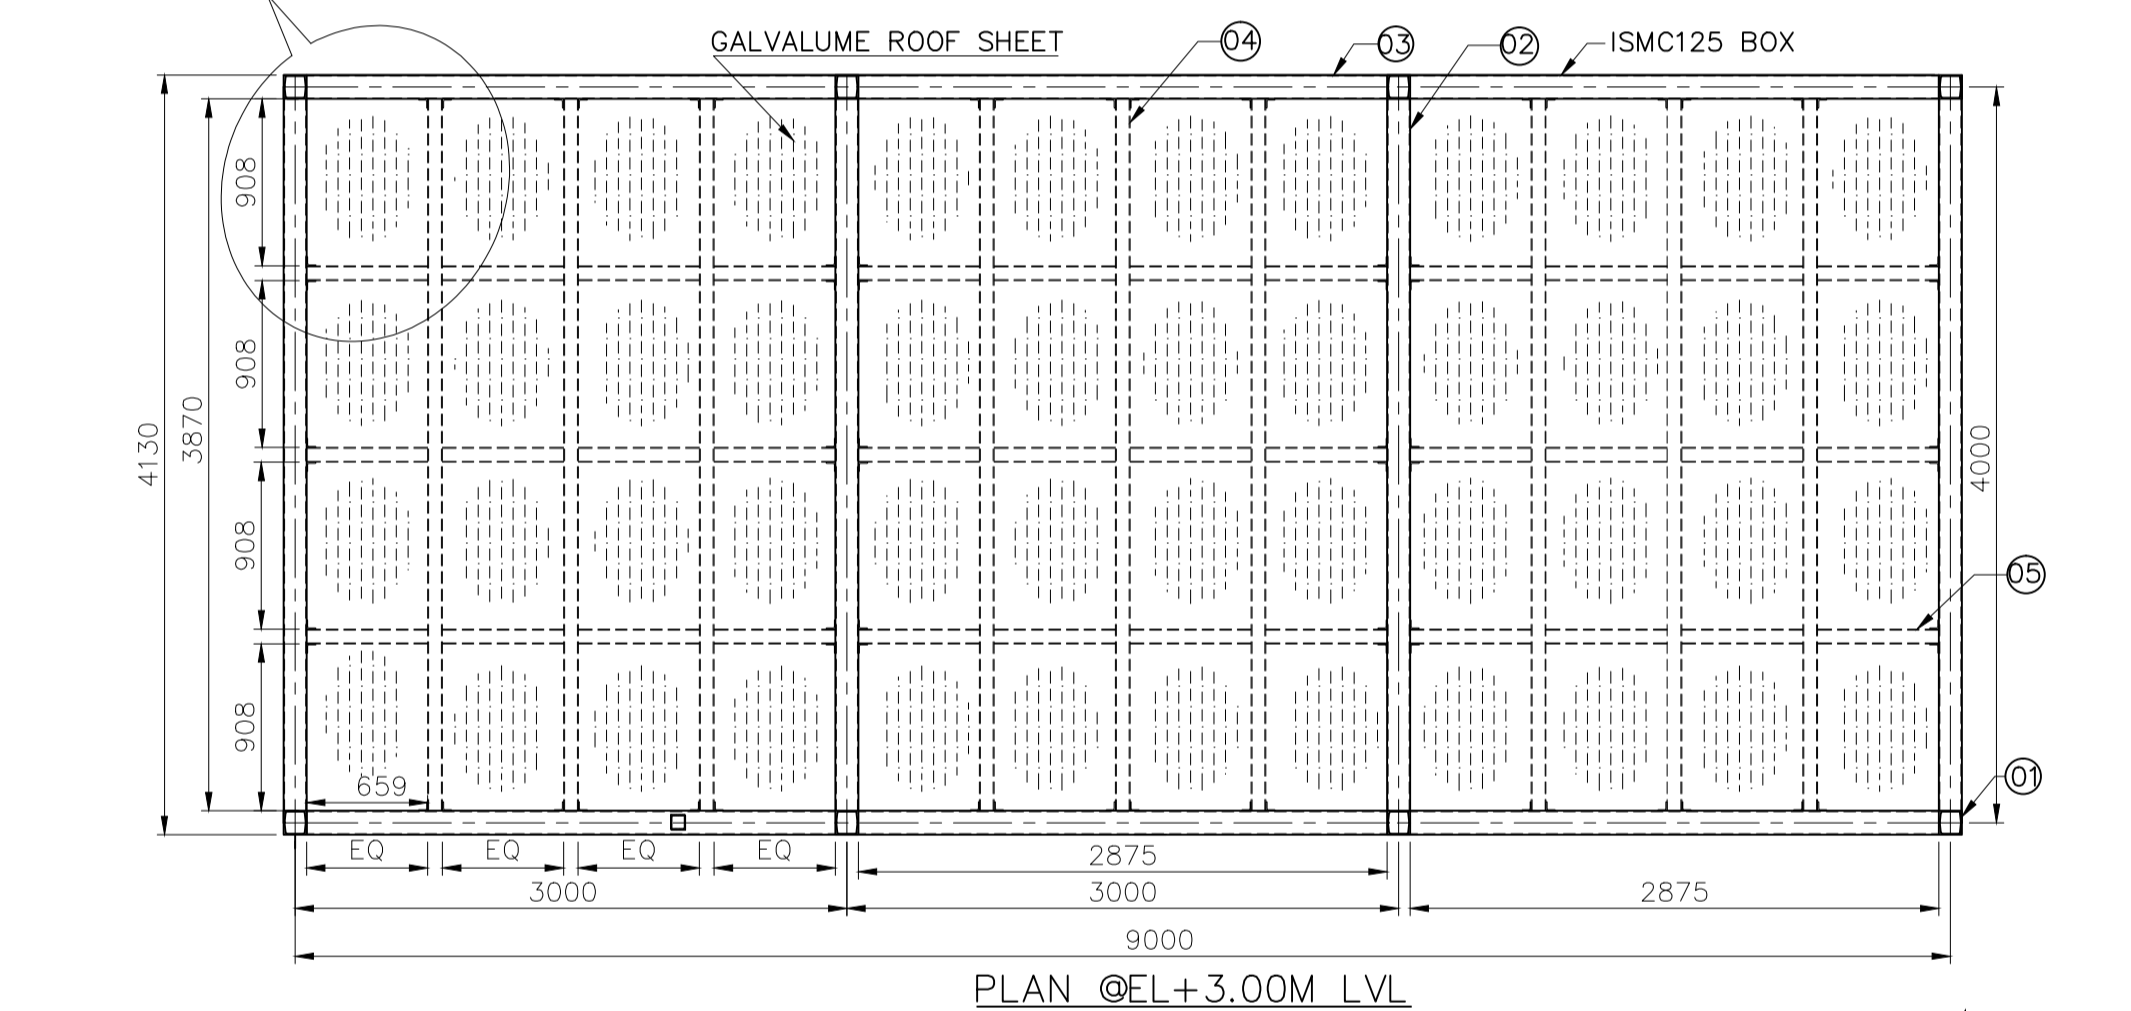 GALVALUME ROOF SHEET
04
03
02
ISMC125 BOX
908
908
908
908
3870
4130
4000
05
01
659
EQ
EQ
EQ
EQ
2875
3000
3000
2875
9000
PLAN @EL+3.00M LVL